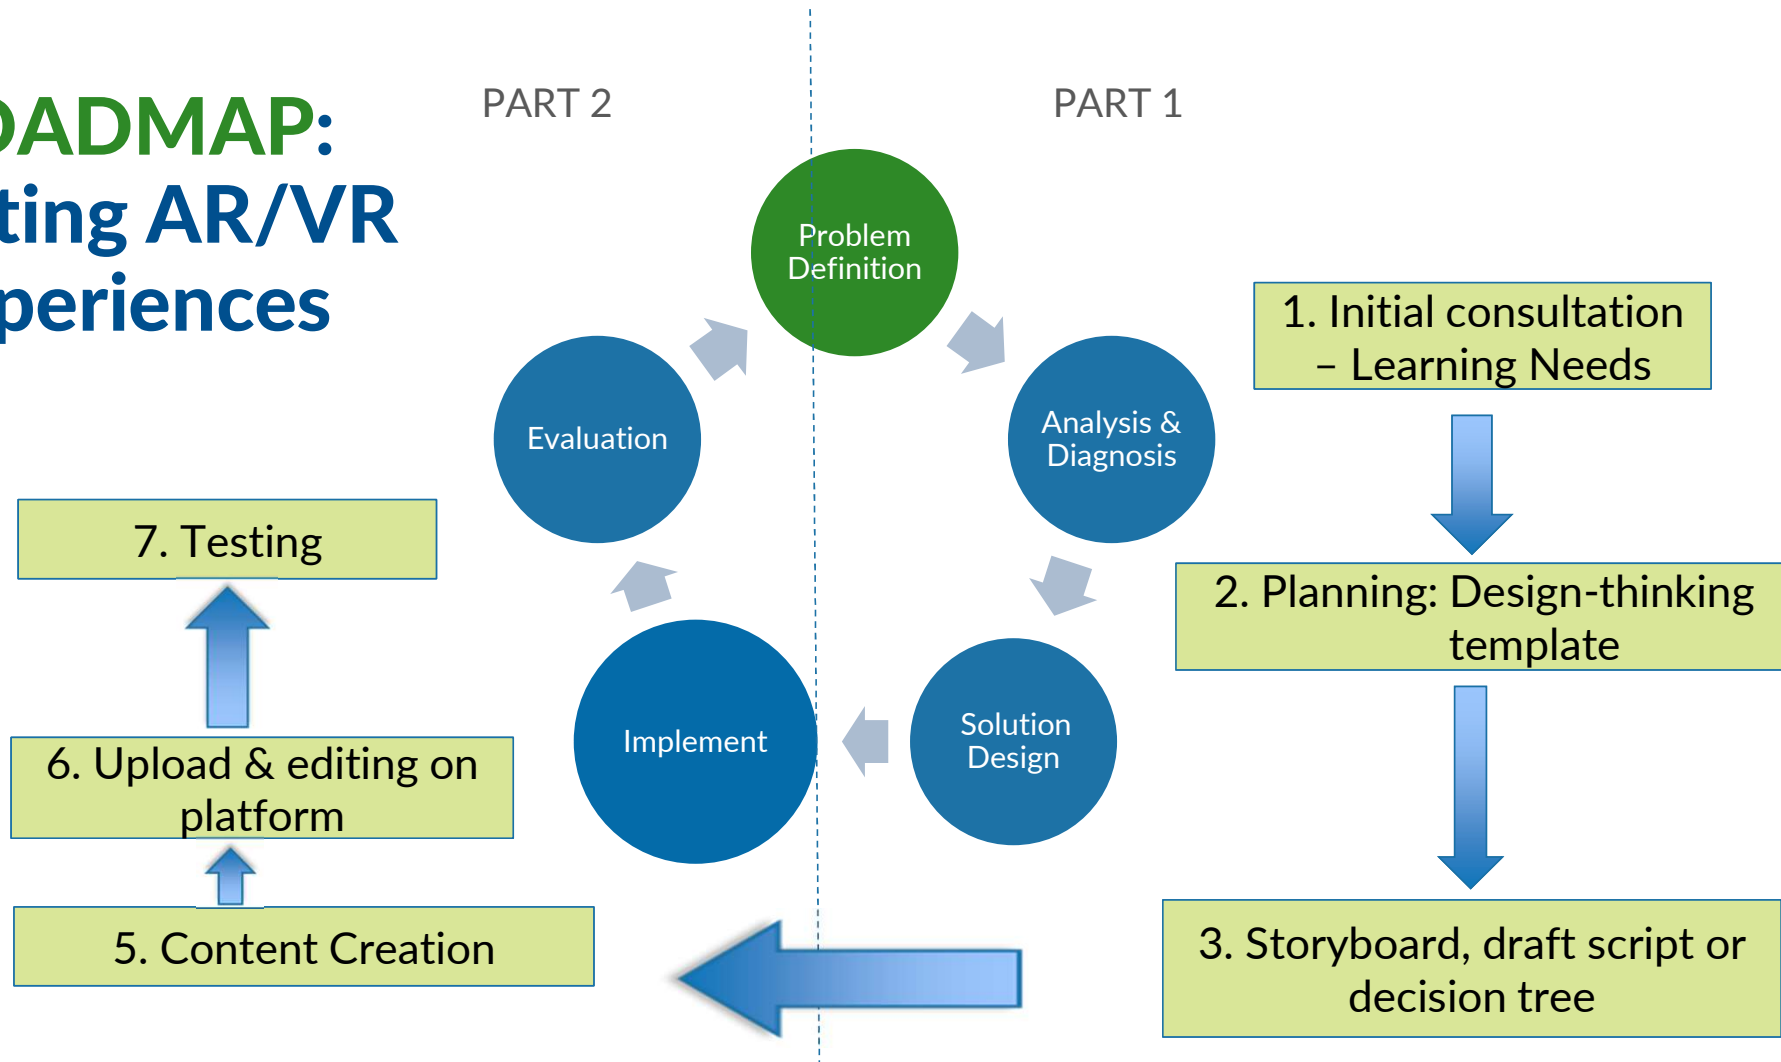 OADMAP:
ting AR/VR
periences
PART 2
PART 1
Problem
Definition
Analysis &
Diagnosis
Solution
Design
Implement
Evaluation
1. Initial consultation
– Learning Needs
2. Planning: Design-thinking
template
3. Storyboard, draft script or
decision tree
5. Content Creation
6. Upload & editing on
platform
7. Testing